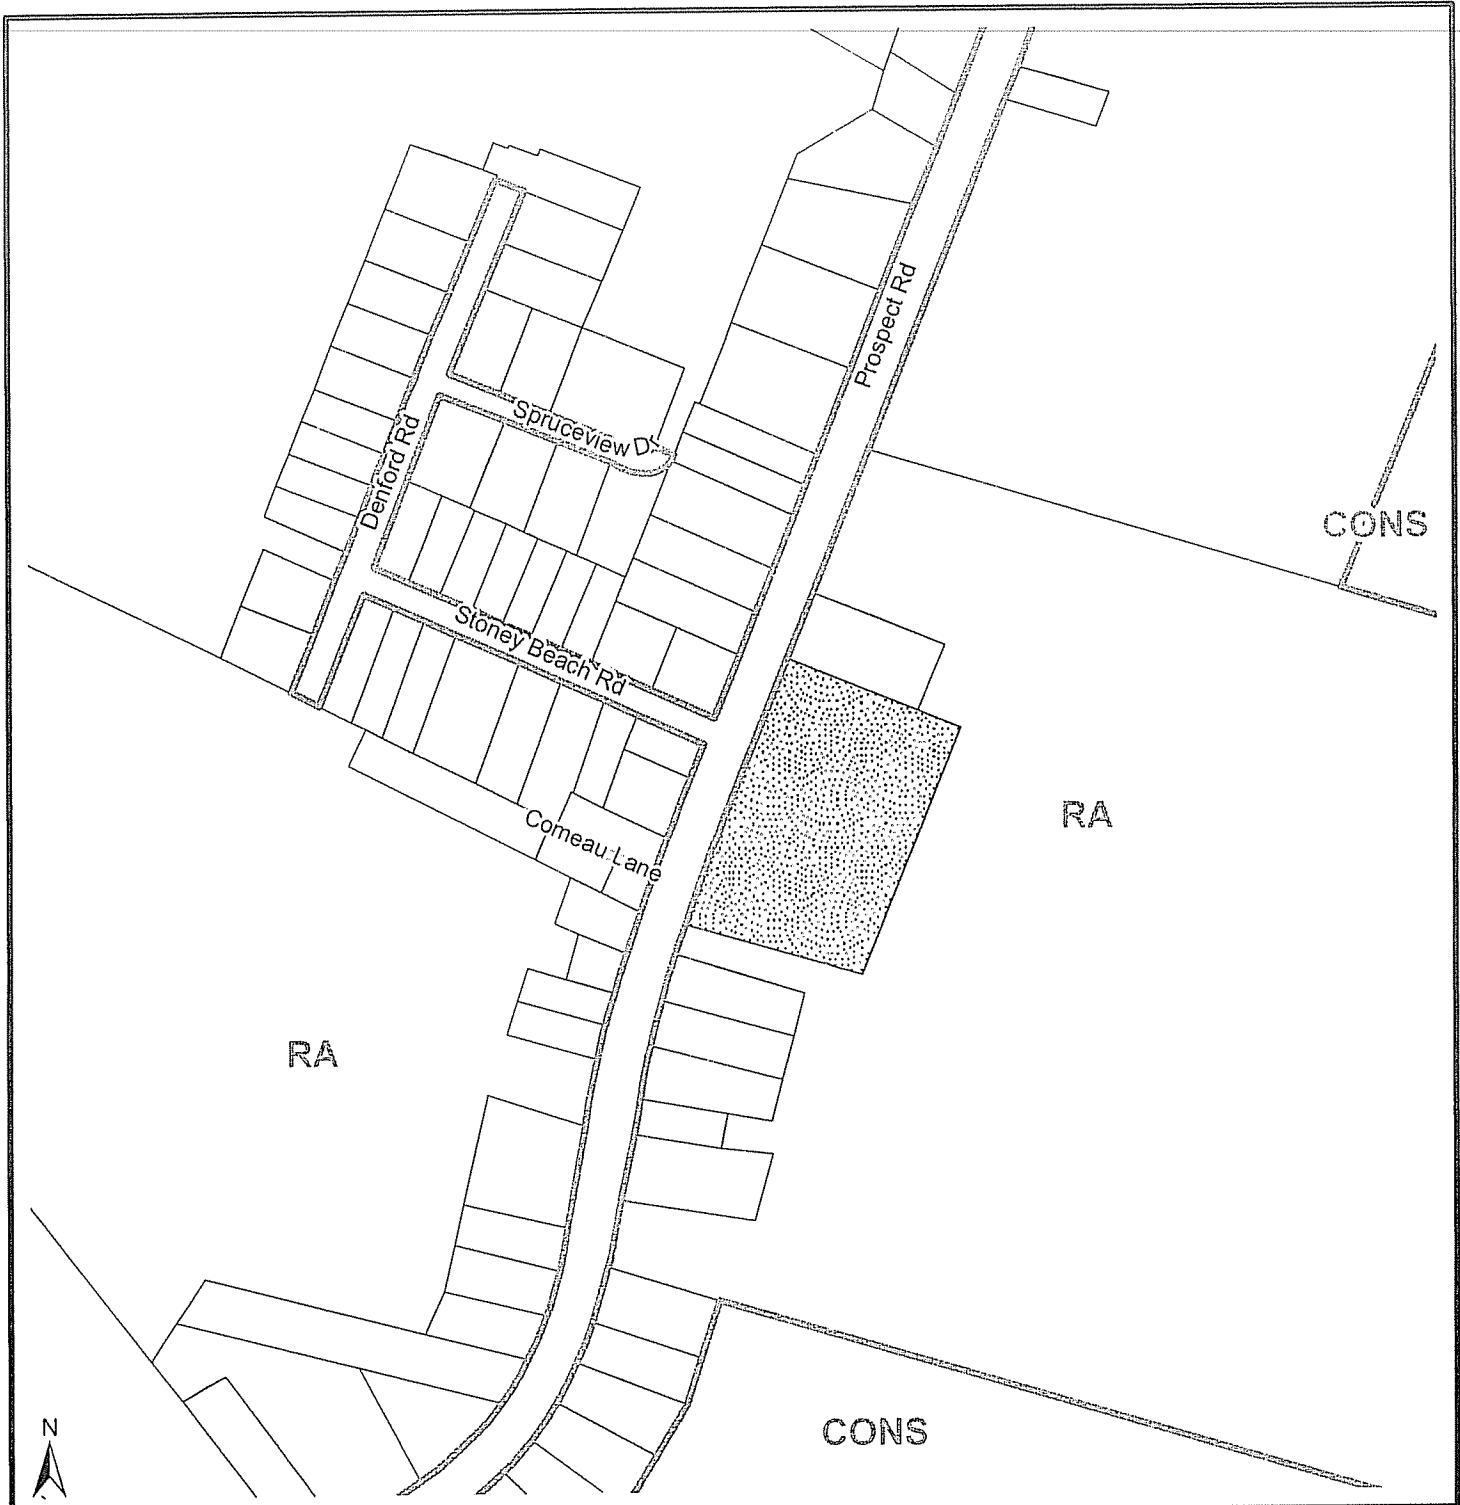 Prospect Rd
Spruceview Dr
Denford Rd
CONS
Stoney Beach Rd
RA
Comeau Lane
RA
N
CONS